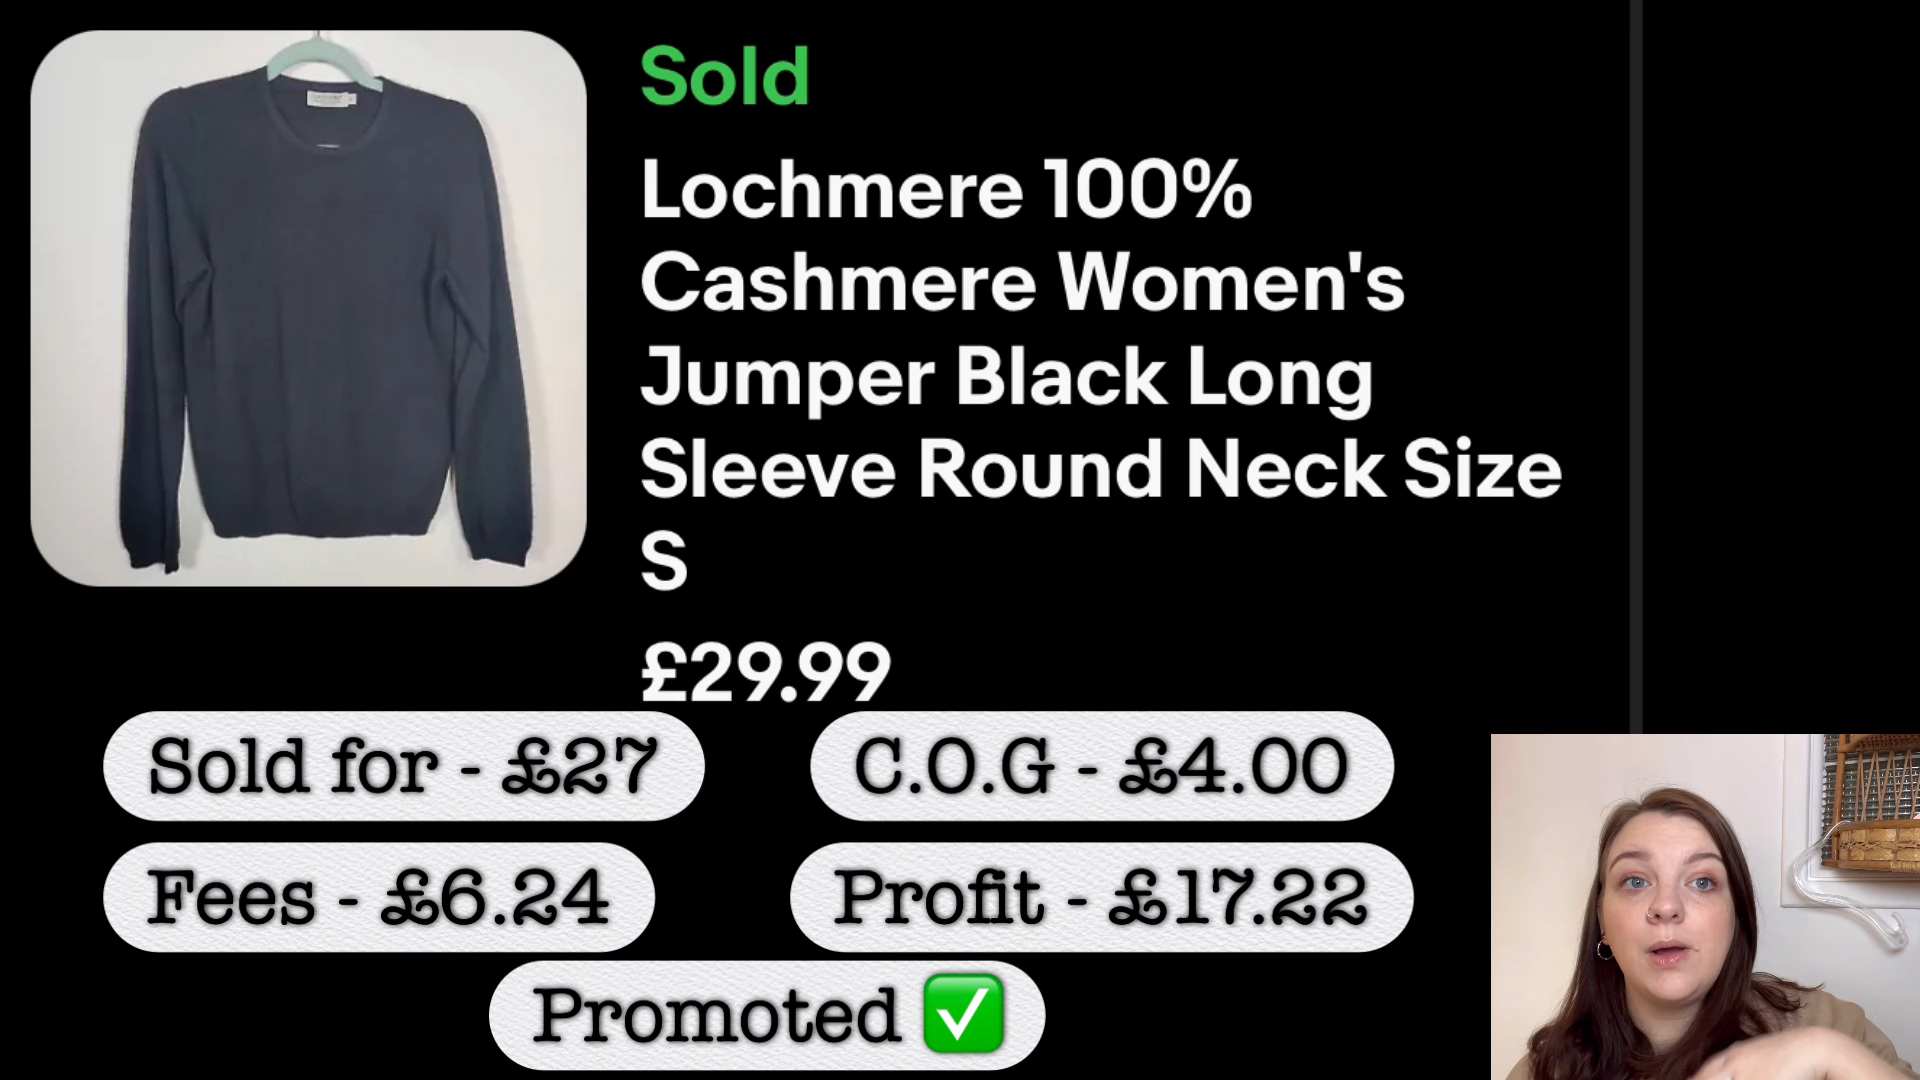 Sold
Lochmere 100%
Cashmere Women's
Jumper Black Long
Sleeve Round Neck Size
S
£29.99
Sold for - £27
C.O.G - £4.00
Fees - £6.24
Profit - £17.22
Promoted ✅